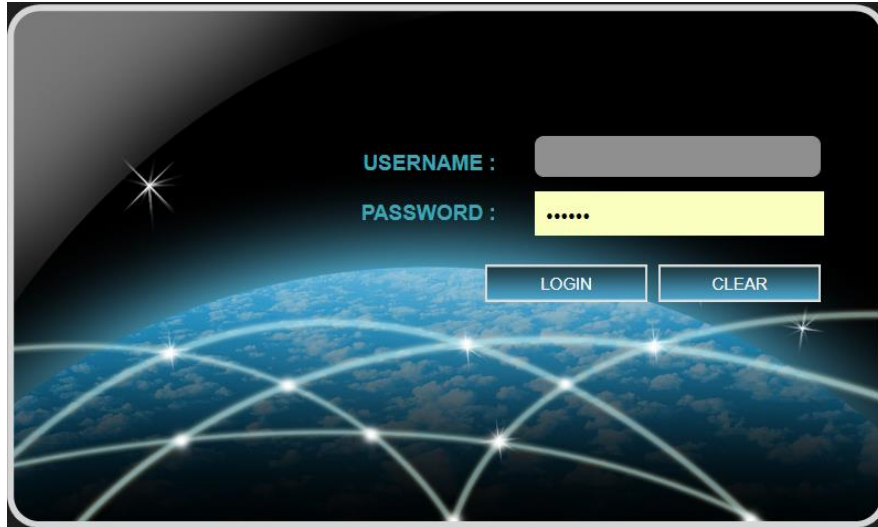 USERNAME :
PASSWORD : ••••••
LOGIN CLEAR